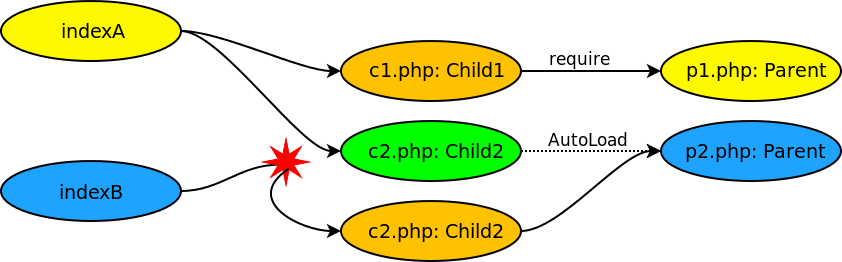 indexA
c1.php: Child1
require
p1.php: Parent
c2.php: Child2
AutoLoad
p2.php: Parent
indexB
c2.php: Child2